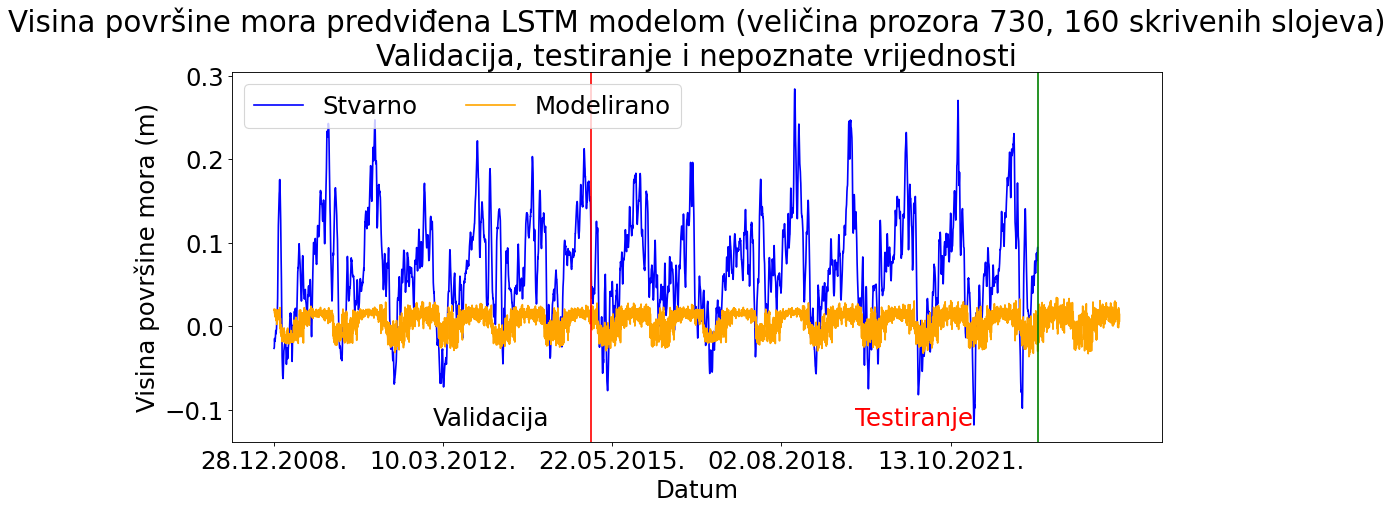 Visina površine mora predviđena LSTM modelom (veličina prozora 730, 160 skrivenih slojeva)
Validacija, testiranje i nepoznate vrijednosti
Stvarno
Modelirano
Visina površine mora (m)
0.3
0.2
0.1
0.0
−0.1
Validacija
Testiranje
28.12.2008.
10.03.2012.
22.05.2015.
02.08.2018.
13.10.2021.
Datum